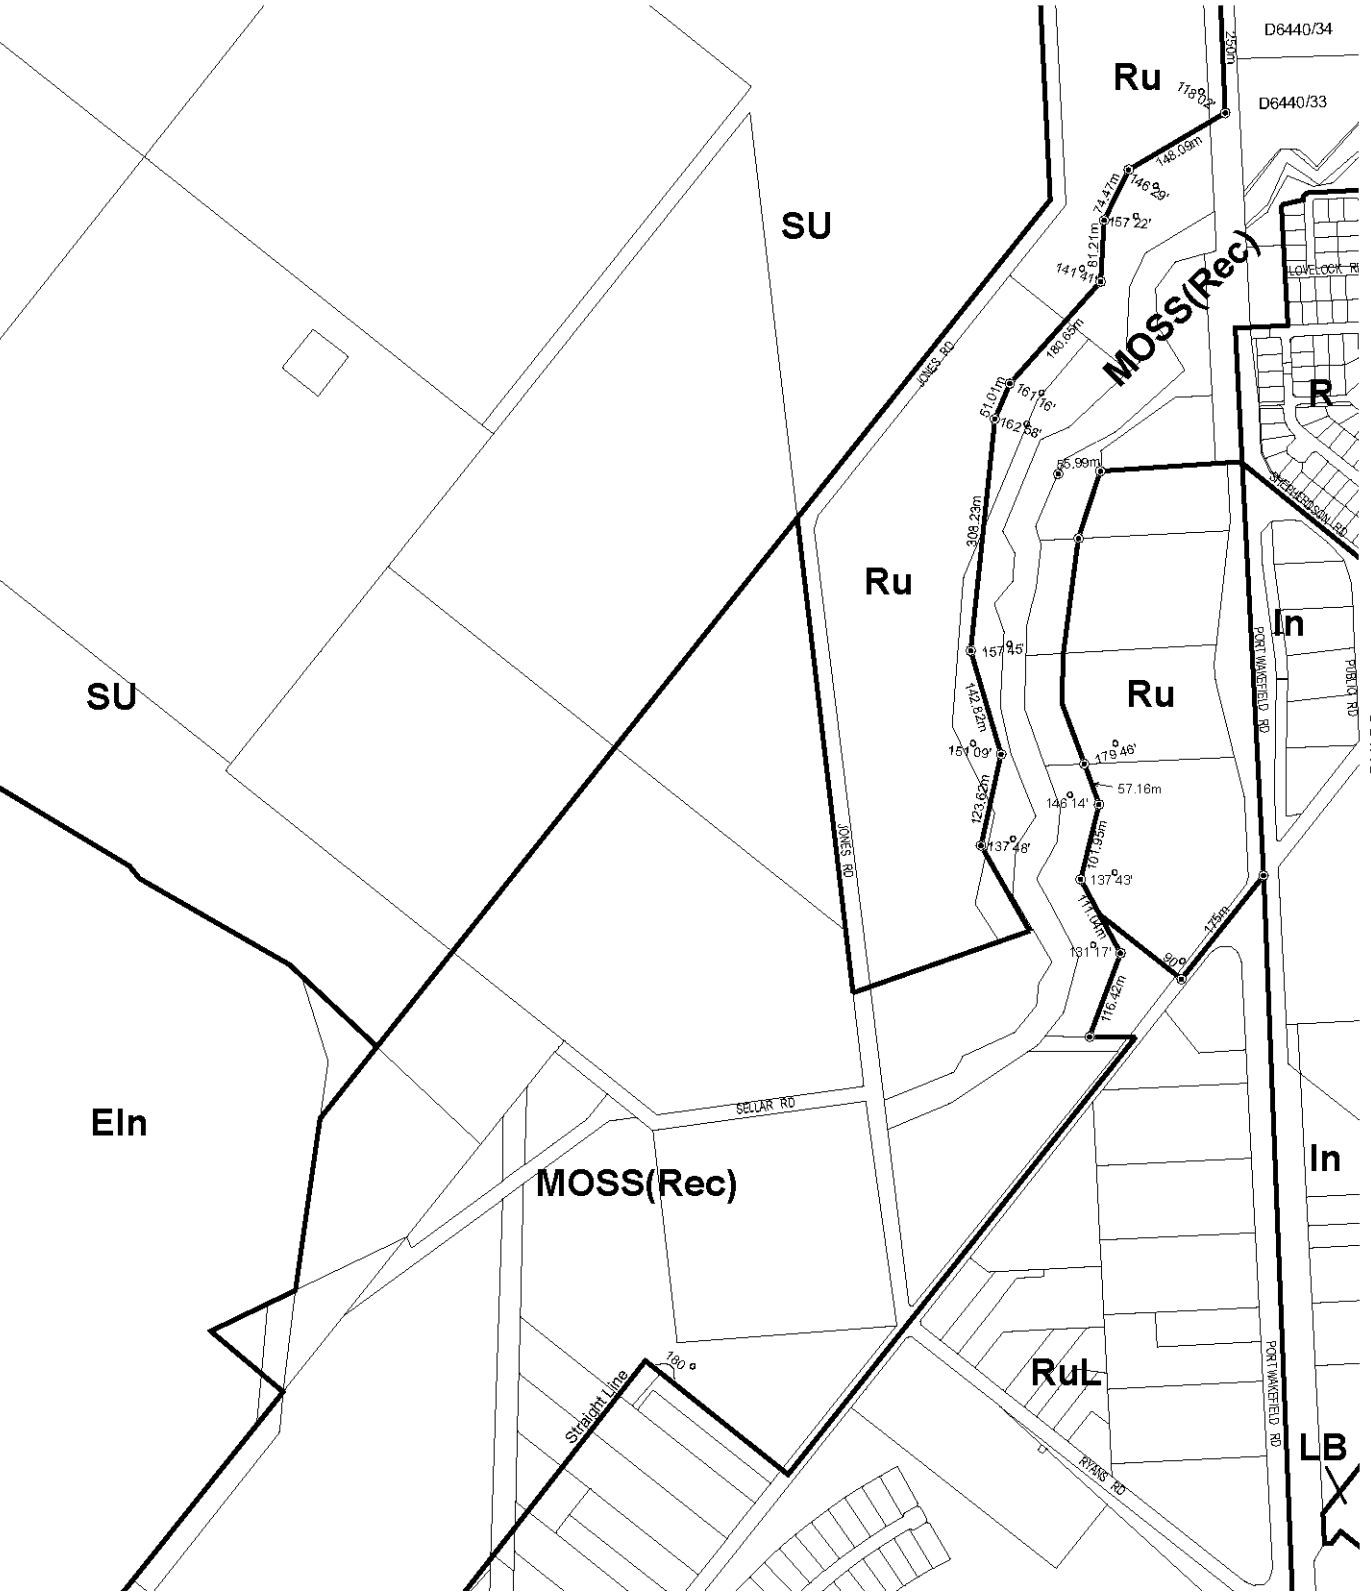 250m
D6440/34
Ru
118°02'
D6440/33
148.09m
146°29'
74.47m
157°22'
SU
81.21m
MOSS(Rec)
141°41'
LOVELOCK
180.65m
JONES RD
161°16'
51.01m
R
162°58'
55.99m
SHEPHERDSON RD
308.23m
Ru
In
157°45'
PORT WAKEFIELD RD
PUBLIC RD
SU
Ru
142.82m
151°09'
179°46'
57.16m
146°14'
123.62m
101.95m
JONES RD
137°48'
137°43'
111.04m
175m
131°17'
90°
116.42m
SELLAR RD
EIn
In
MOSS(Rec)
180°
Straight Line
RuL
PORT WAKEFIELD RD
LB
RYANS RD